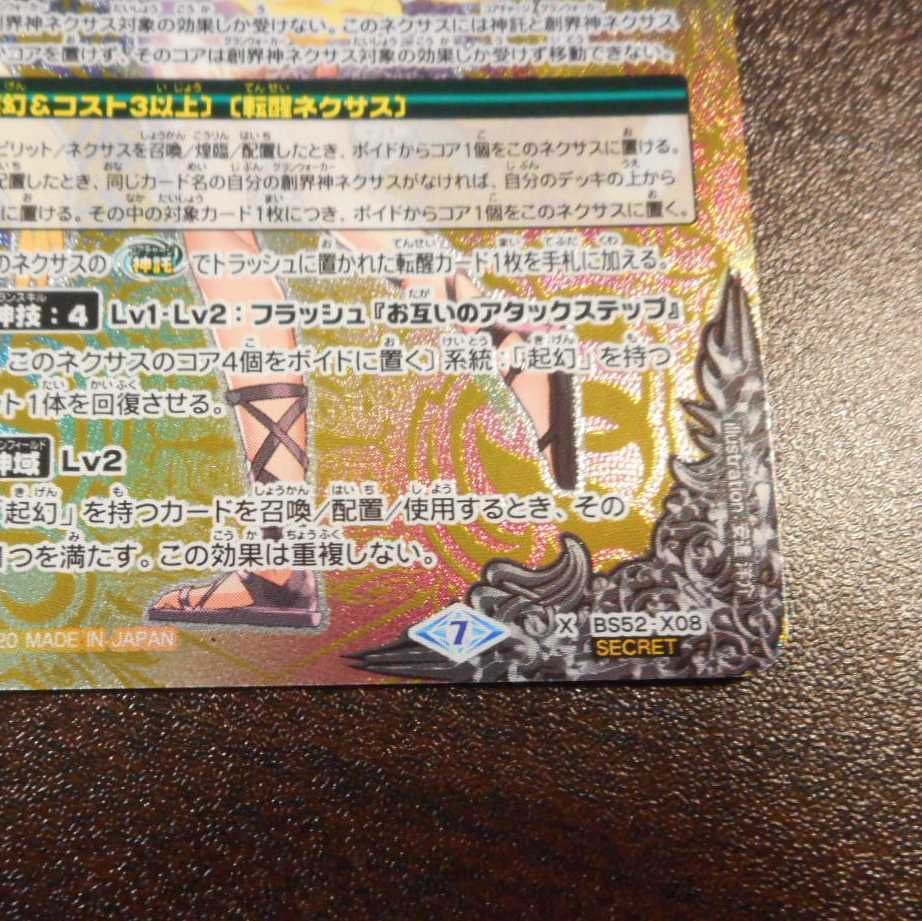 界神ネクサス対象の効果しか受けない。このネクサスには神託と創界神ネクサス
コアを置けず、そのコアは創界神ネクサス対象の効果しか受けず移動できない。
幻&コスト3以上〕〔転醒ネクサス〕
ピリット/ネクサスを召喚/煌臨/配置したとき、ボイドからコア1個をこのネクサスに置ける。
配置したとき、同じカード名の自分の創界神ネクサスがなければ、自分のデッキの上から
に置ける。その中の対象カード1枚につき、ボイドからコア1個をこのネクサスに置く。
のネクサスの 神託 でトラッシュに置かれた転醒カード1枚を手札に加える。
神技:4 Lv1・Lv2:フラッシュ『お互いのアタックステップ』
このネクサスのコア4個をボイドに置く〕系統:「起幻」を持つ
ト1体を回復させる。
神域 Lv2
「起幻」を持つカードを召喚/配置/使用するとき、その
1つを満たす。この効果は重複しない。
20 MADE IN JAPAN
7
X BS52-X08
SECRET
Illustration